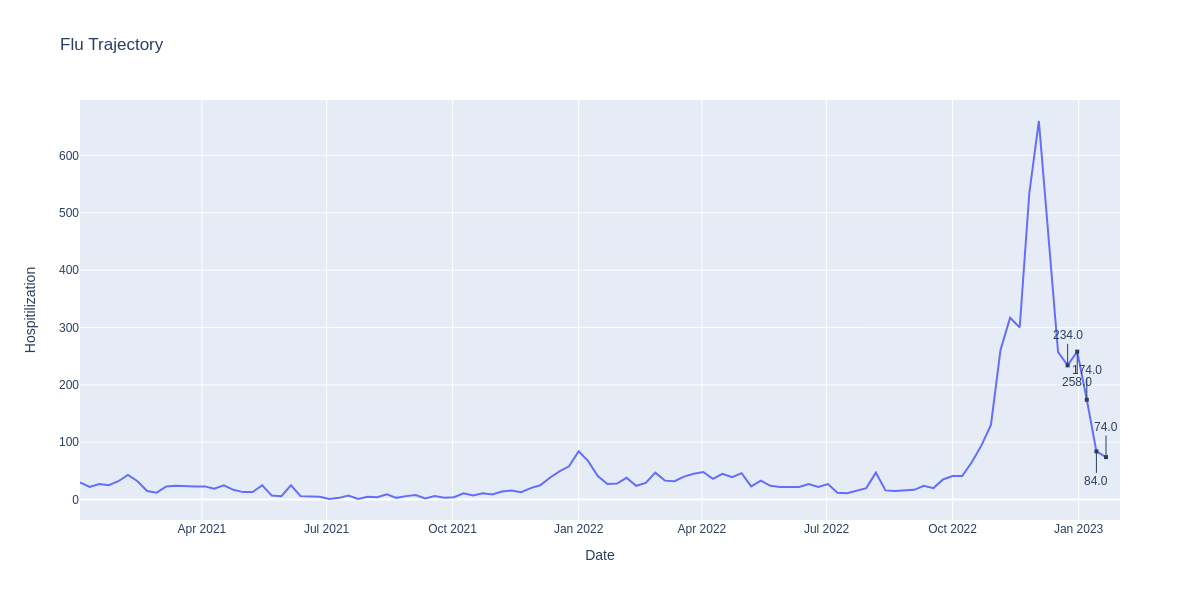 Flu Trajectory
Hospitilization
600
500
400
300
200
100
0
234.0
174.0
258.0
74.0
84.0
Apr 2021
Jul 2021
Oct 2021
Jan 2022
Apr 2022
Jul 2022
Oct 2022
Jan 2023
Date